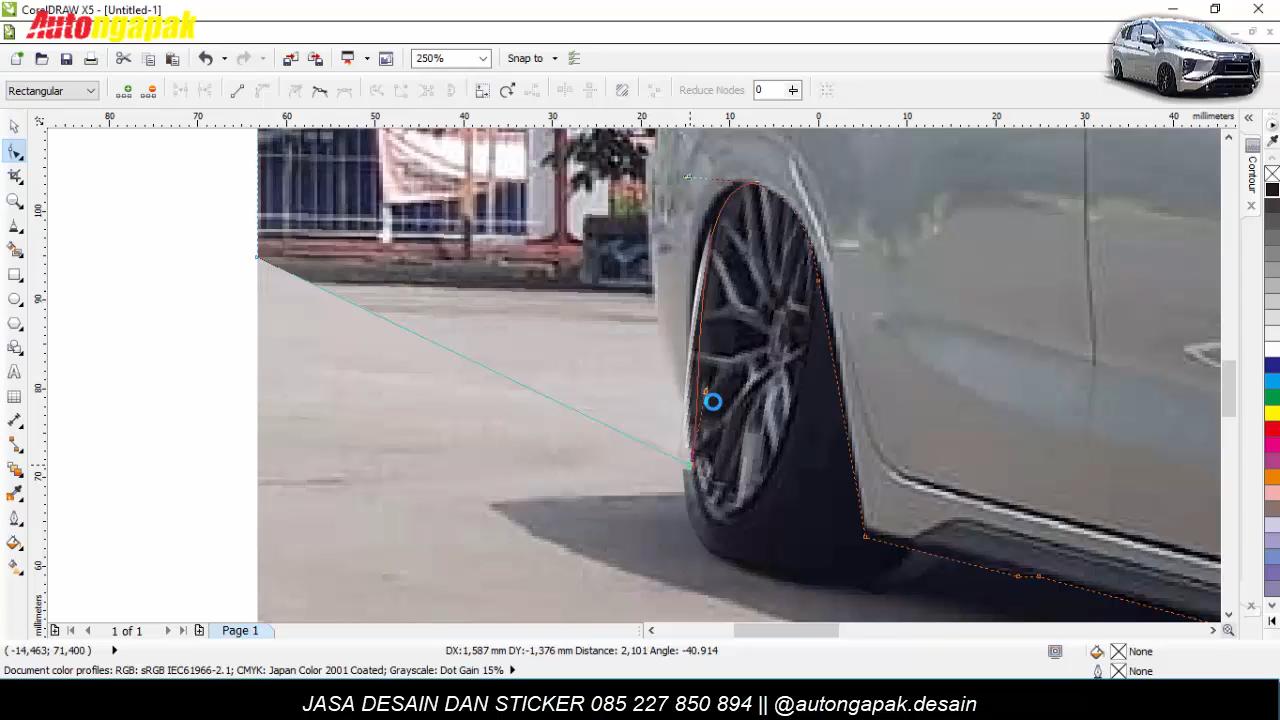 CorelDRAW X5 - [Untitled-1]
Autongapak
250%
Snap to
Rectangular
Reduce Nodes
0
80 70 60 50 40 30 20 10 0 10 20 30 40 millimeters
100
90
80
70
60
millimeters
Contour
1 of 1
Page 1
( -14,463; 71,400 )
DX:1,587 mm DY:-1,376 mm Distance: 2,101 Angle: -40.914
None
Document color profiles: RGB: sRGB IEC61966-2.1; CMYK: Japan Color 2001 Coated; Grayscale: Dot Gain 15%
None
JASA DESAIN DAN STICKER 085 227 850 894 || @autongapak.desain